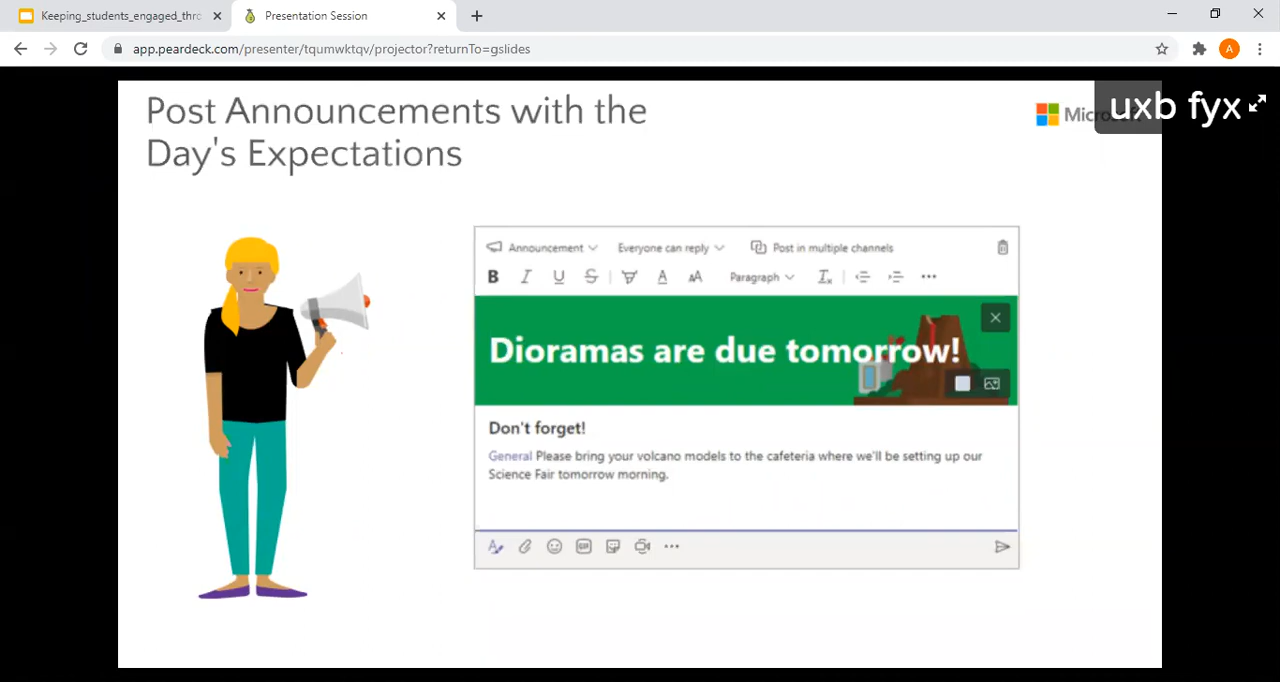 Keeping_students_engaged_thro
Presentation Session
app.peardeck.com/presenter/tqumwktqv/projector?returnTo=gslides
A
Post Announcements with the
Day's Expectations
uxb fyx
Announcement
Everyone can reply
Post in multiple channels
B I U S A AA Paragraph
Dioramas are due tomorrow!
Don't forget!
General Please bring your volcano models to the cafeteria where we'll be setting up our
Science Fair tomorrow morning.
GIF